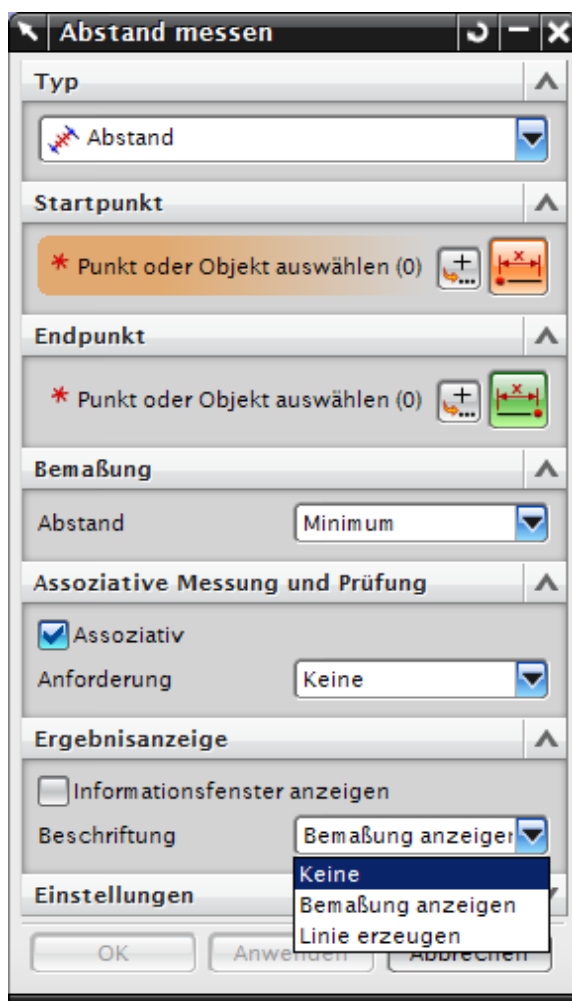 Abstand messen
Typ
Abstand
Startpunkt
* Punkt oder Objekt auswählen (0)
Endpunkt
* Punkt oder Objekt auswählen (0)
Bemaßung
Abstand Minimum
Assoziative Messung und Prüfung
Assoziativ
Anforderung Keine
Ergebnisanzeige
Informationsfenster anzeigen
Beschriftung Bemaßung anzeigen
Keine
Einstellungen
Bemaßung anzeigen
Linie erzeugen
OK Anwenden Abbrechen